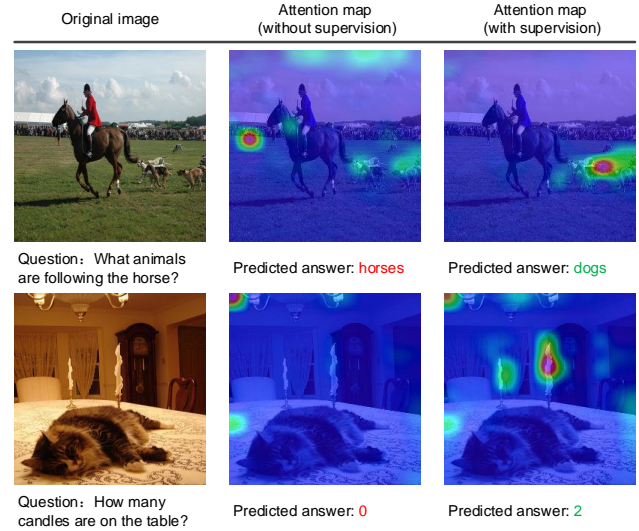 Original image
Attention map
(without supervision)
Attention map
(with supervision)
Question：What animals
are following the horse?
Predicted answer: horses
Predicted answer: dogs
Question：How many
candles are on the table?
Predicted answer: 0
Predicted answer: 2